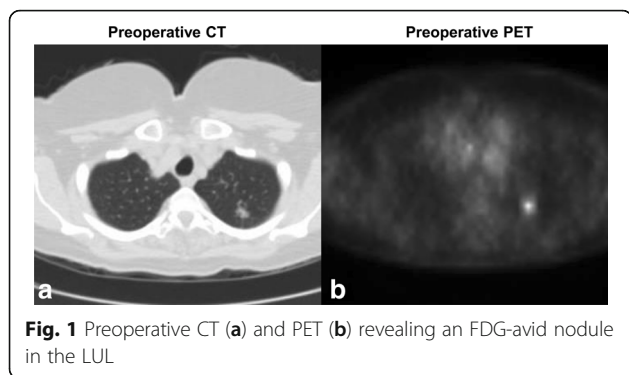 Preoperative CT
Preoperative PET
a
b
Fig. 1 Preoperative CT (a) and PET (b) revealing an FDG-avid nodule
in the LUL